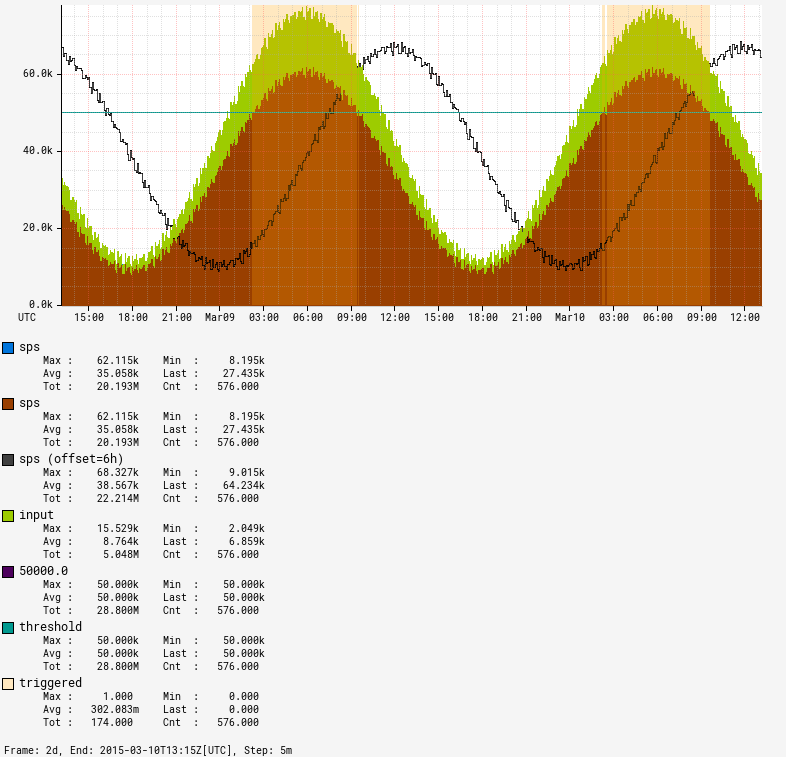 60.0k
40.0k
20.0k
0.0k
UTC 15:00 18:00 21:00 Mar09 03:00 06:00 09:00 12:00 15:00 18:00 21:00 Mar10 03:00 06:00 09:00 12:00
sps
Max : 62.115k Min : 8.195k
Avg : 35.058k Last : 27.435k
Tot : 20.193M Cnt : 576.000
sps
Max : 62.115k Min : 8.195k
Avg : 35.058k Last : 27.435k
Tot : 20.193M Cnt : 576.000
sps (offset=6h)
Max : 68.327k Min : 9.015k
Avg : 38.567k Last : 64.234k
Tot : 22.214M Cnt : 576.000
input
Max : 15.529k Min : 2.049k
Avg : 8.764k Last : 6.859k
Tot : 5.048M Cnt : 576.000
50000.0
Max : 50.000k Min : 50.000k
Avg : 50.000k Last : 50.000k
Tot : 28.800M Cnt : 576.000
threshold
Max : 50.000k Min : 50.000k
Avg : 50.000k Last : 50.000k
Tot : 28.800M Cnt : 576.000
triggered
Max : 1.000 Min : 0.000
Avg : 302.083m Last : 0.000
Tot : 174.000 Cnt : 576.000
Frame: 2d, End: 2015-03-10T13:15Z[UTC], Step: 5m